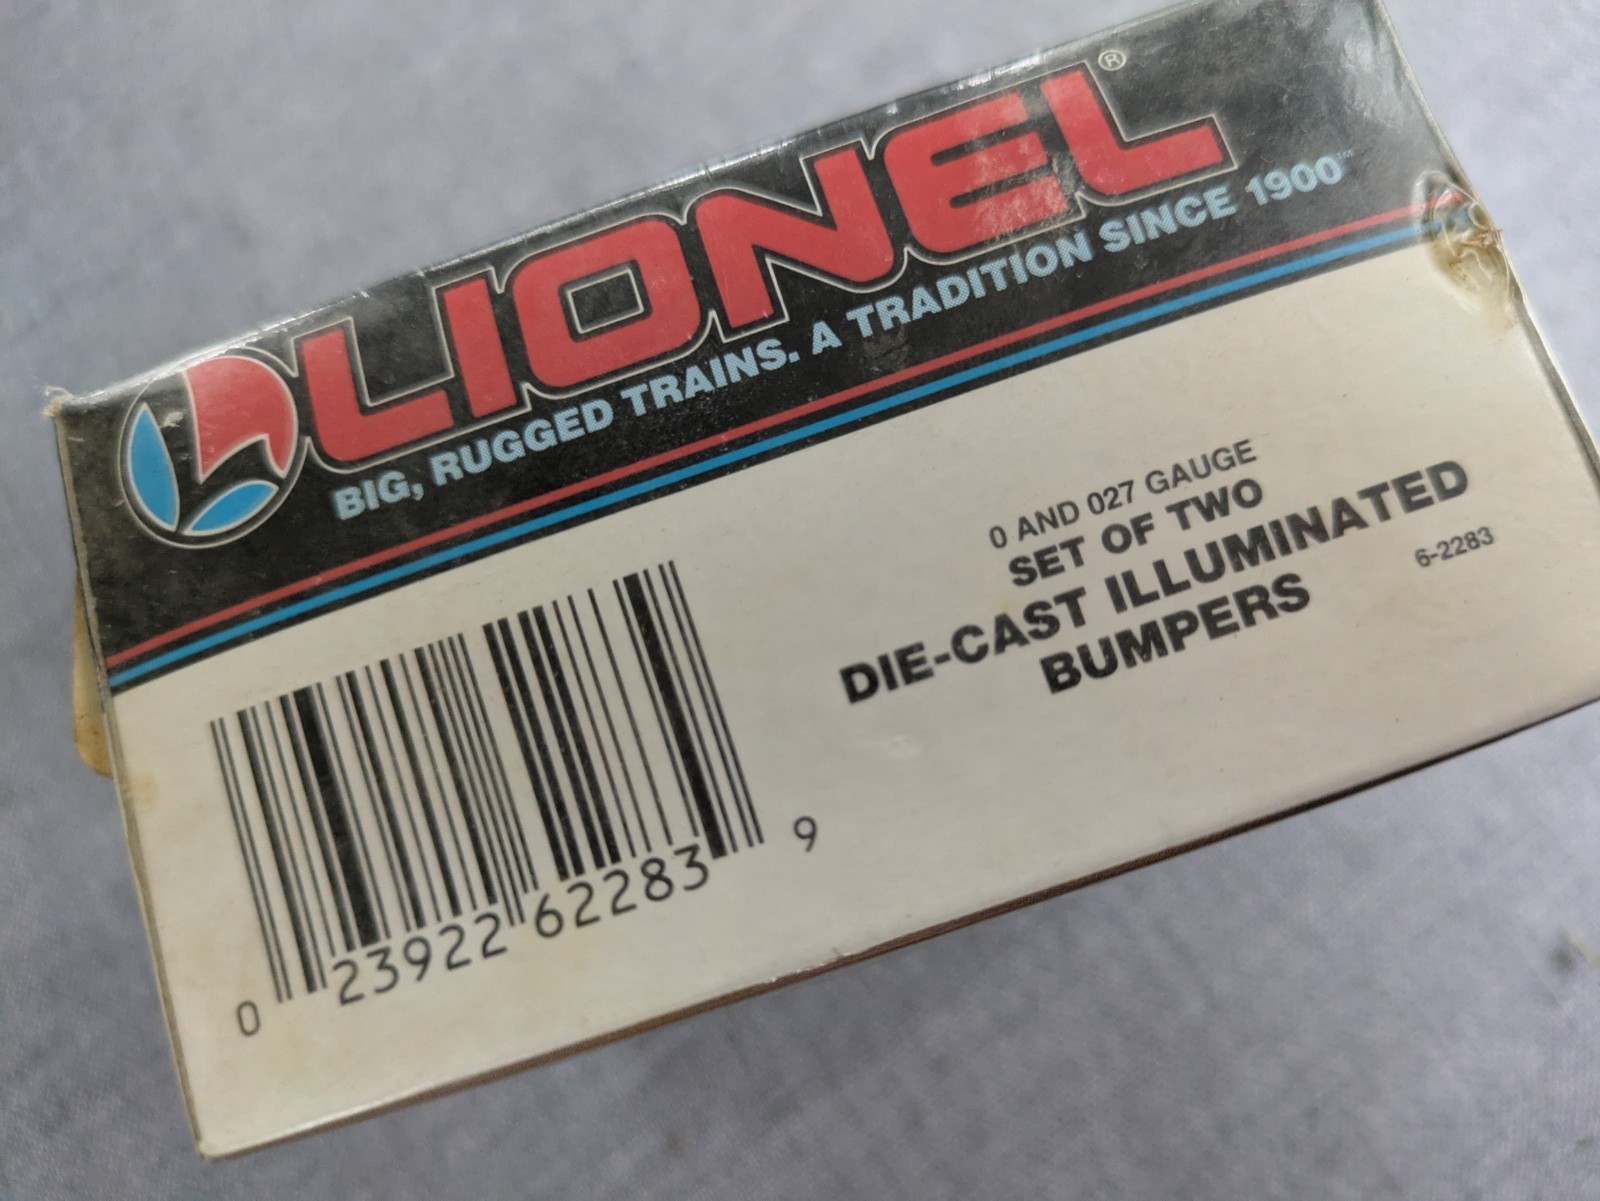 LIONEL®
BIG, RUGGED TRAINS. A TRADITION SINCE 1900™
0 AND 027 GAUGE
SET OF TWO
DIE-CAST ILLUMINATED
BUMPERS
6-2283
0 23922 62283 9